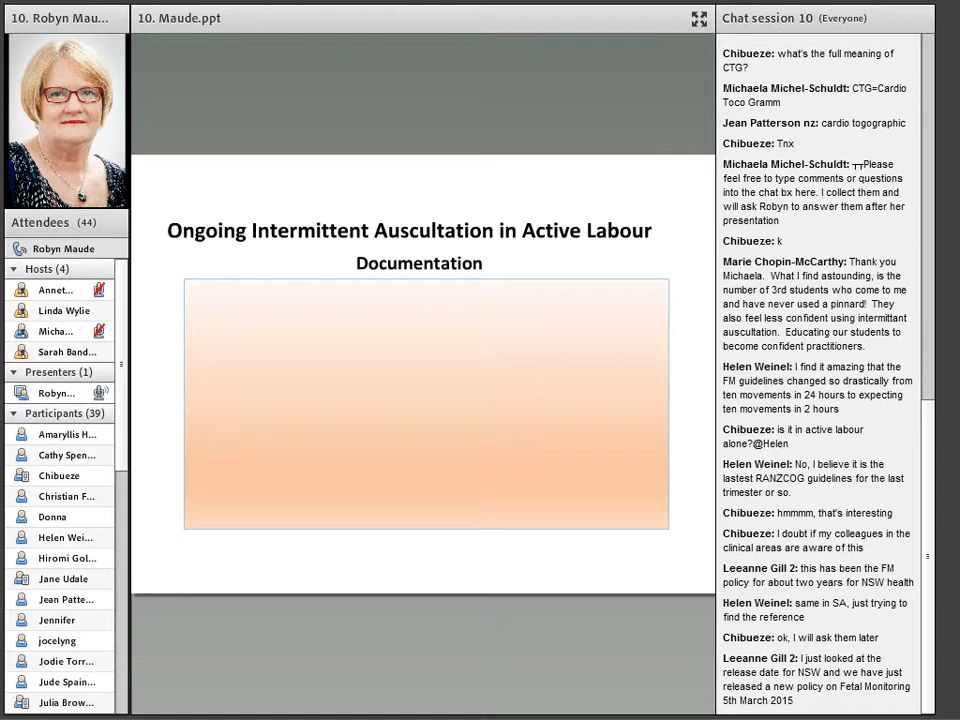 10. Robyn Mau...
Attendees (44)
Robyn Maude
Hosts (4)
Annet...
Linda Wylie
Micha...
Sarah Band...
Presenters (1)
Robyn...
Participants (39)
Amaryllis H...
Cathy Spen...
Chibueze
Christian F...
Donna
Helen Wei...
Hiromi Gol...
Jane Udale
Jean Patte...
Jennifer
jocelyng
Jodie Torr...
Jude Spain...
Julia Brow...
10. Maude.ppt
Ongoing Intermittent Auscultation in Active Labour
Documentation
Chat session 10 (Everyone)
Chibueze: what's the full meaning of
CTG?
Michaela Michel-Schuldt: CTG=Cardio
Toco Gramm
Jean Patterson nz: cardio togographic
Chibueze: Tnx
Michaela Michel-Schuldt: ┬┬Please
feel free to type comments or questions
into the chat bx here. I collect them and
will ask Robyn to answer them after her
presentation
Chibueze: k
Marie Chopin-McCarthy: Thank you
Michaela. What I find astounding, is the
number of 3rd students who come to me
and have never used a pinnard! They
also feel less confident using intermittant
auscultation. Educating our students to
become confident practitioners.
Helen Weinel: I find it amazing that the
FM guidelines changed so drastically from
ten movements in 24 hours to expecting
ten movements in 2 hours
Chibueze: is it in active labour
alone?@Helen
Helen Weinel: No, I believe it is the
lastest RANZCOG guidelines for the last
trimester or so.
Chibueze: hmmmm, that's interesting
Chibueze: I doubt if my colleagues in the
clinical areas are aware of this
Leeanne Gill 2: this has been the FM
policy for about two years for NSW health
Helen Weinel: same in SA, just trying to
find the reference
Chibueze: ok, I will ask them later
Leeanne Gill 2: I just looked at the
release date for NSW and we have just
released a new policy on Fetal Monitoring
5th March 2015